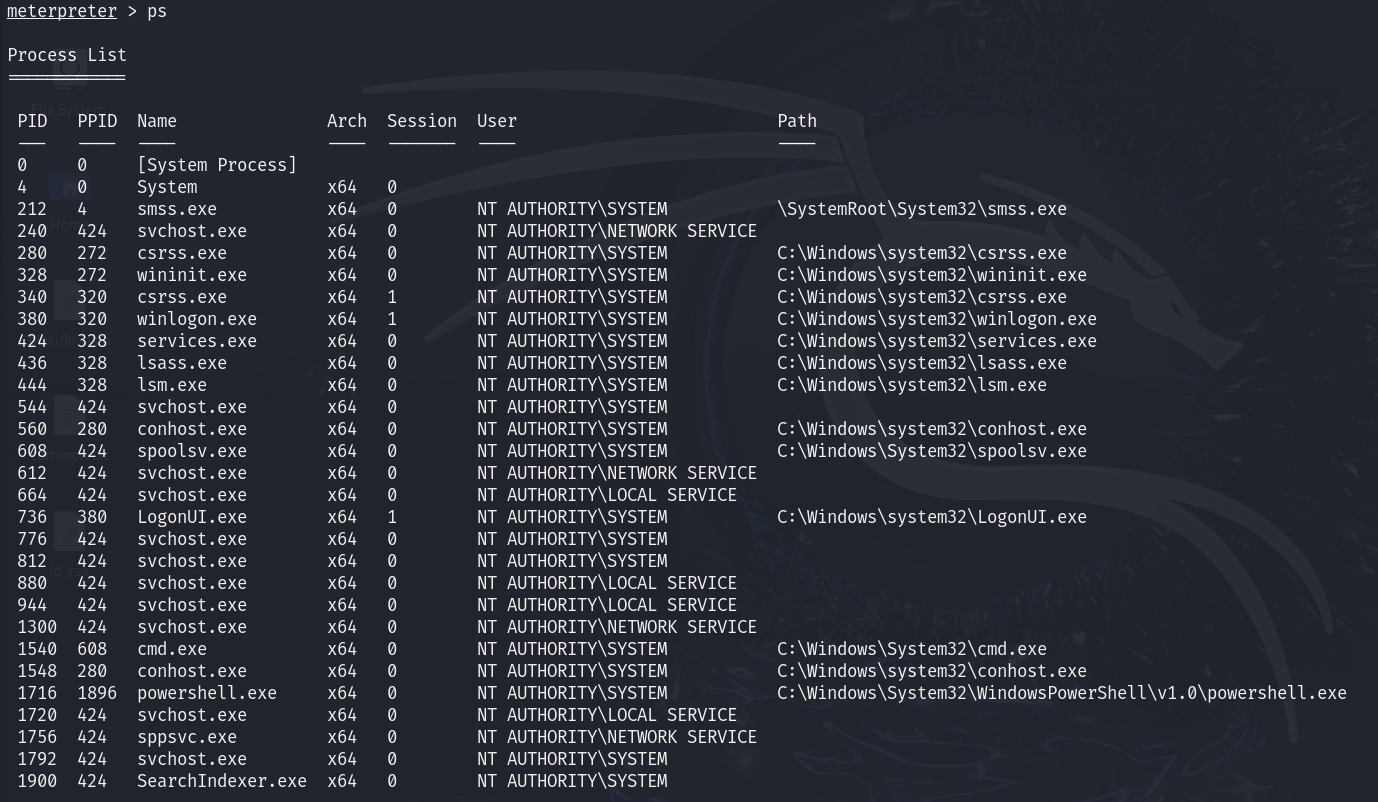 meterpreter > ps
Process List
============
PID PPID Name Arch Session User Path
--- ---- ---- ---- ------- ---- ----
0 0 [System Process]
4 0 System x64 0
212 4 smss.exe x64 0 NT AUTHORITY\SYSTEM \SystemRoot\System32\smss.exe
240 424 svchost.exe x64 0 NT AUTHORITY\NETWORK SERVICE
280 272 csrss.exe x64 0 NT AUTHORITY\SYSTEM C:\Windows\system32\csrss.exe
328 272 wininit.exe x64 0 NT AUTHORITY\SYSTEM C:\Windows\system32\wininit.exe
340 320 csrss.exe x64 1 NT AUTHORITY\SYSTEM C:\Windows\system32\csrss.exe
380 320 winlogon.exe x64 1 NT AUTHORITY\SYSTEM C:\Windows\system32\winlogon.exe
424 328 services.exe x64 0 NT AUTHORITY\SYSTEM C:\Windows\system32\services.exe
436 328 lsass.exe x64 0 NT AUTHORITY\SYSTEM C:\Windows\system32\lsass.exe
444 328 lsm.exe x64 0 NT AUTHORITY\SYSTEM C:\Windows\system32\lsm.exe
544 424 svchost.exe x64 0 NT AUTHORITY\SYSTEM
560 280 conhost.exe x64 0 NT AUTHORITY\SYSTEM C:\Windows\system32\conhost.exe
608 424 spoolsv.exe x64 0 NT AUTHORITY\SYSTEM C:\Windows\System32\spoolsv.exe
612 424 svchost.exe x64 0 NT AUTHORITY\NETWORK SERVICE
664 424 svchost.exe x64 0 NT AUTHORITY\LOCAL SERVICE
736 380 LogonUI.exe x64 1 NT AUTHORITY\SYSTEM C:\Windows\system32\LogonUI.exe
776 424 svchost.exe x64 0 NT AUTHORITY\SYSTEM
812 424 svchost.exe x64 0 NT AUTHORITY\SYSTEM
880 424 svchost.exe x64 0 NT AUTHORITY\LOCAL SERVICE
944 424 svchost.exe x64 0 NT AUTHORITY\LOCAL SERVICE
1300 424 svchost.exe x64 0 NT AUTHORITY\NETWORK SERVICE
1540 608 cmd.exe x64 0 NT AUTHORITY\SYSTEM C:\Windows\System32\cmd.exe
1548 280 conhost.exe x64 0 NT AUTHORITY\SYSTEM C:\Windows\system32\conhost.exe
1716 1896 powershell.exe x64 0 NT AUTHORITY\SYSTEM C:\Windows\System32\WindowsPowerShell\v1.0\powershell.exe
1720 424 svchost.exe x64 0 NT AUTHORITY\LOCAL SERVICE
1756 424 sppsvc.exe x64 0 NT AUTHORITY\NETWORK SERVICE
1792 424 svchost.exe x64 0 NT AUTHORITY\SYSTEM
1900 424 SearchIndexer.exe x64 0 NT AUTHORITY\SYSTEM
File System